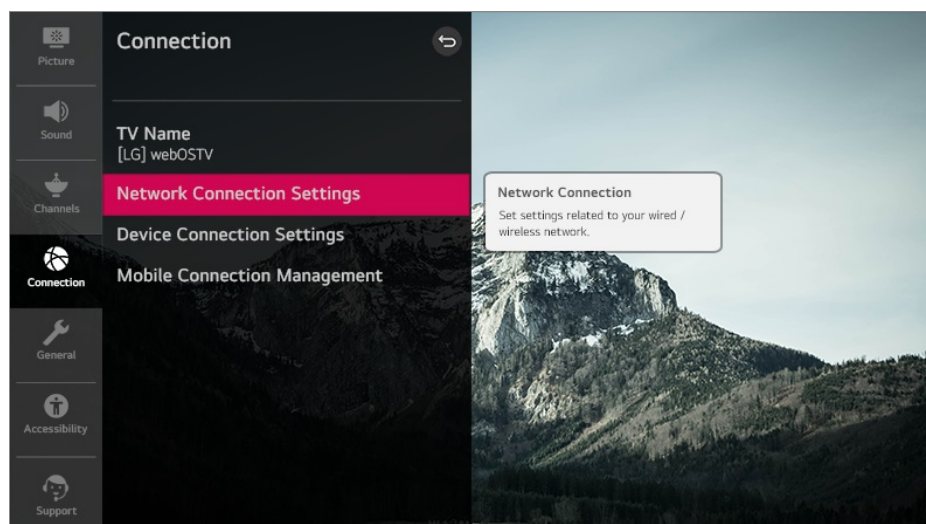 Picture
Sound
Channels
Connection
General
Accessibility
Support
Connection
TV Name
[LG] webOSTV
Network Connection Settings
Device Connection Settings
Mobile Connection Management
Network Connection
Set settings related to your wired /
wireless network.